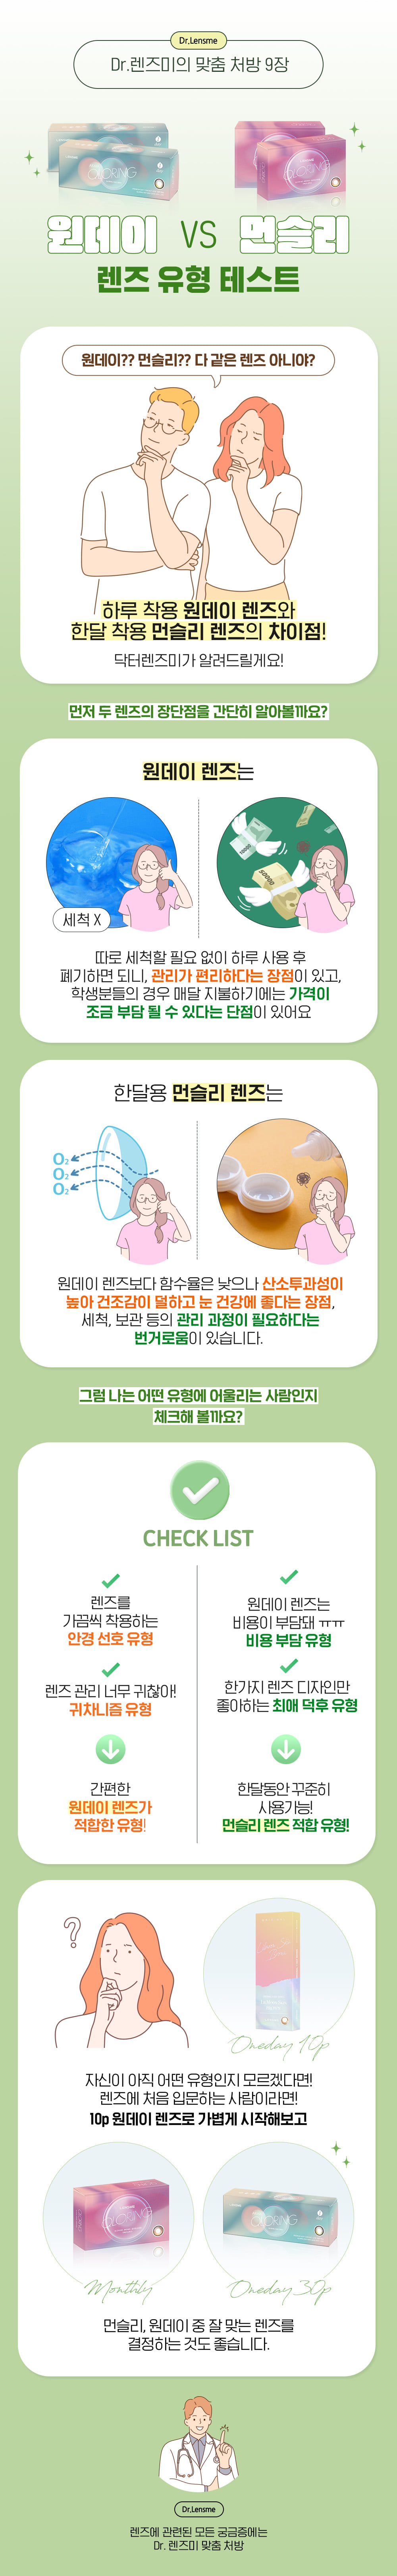 Dr,Lensme
Dr.렌즈미의 맞춤 처방 9장
원데이 VS 먼슬리
렌즈 유형 테스트
원데이?? 먼슬리?? 다 같은 렌즈 아니야?
하루 착용 원데이 렌즈와
한달 착용 먼슬리 렌즈의 차이점!
닥터렌즈미가 알려드릴게요!
먼저 두 렌즈의 장단점을 간단히 알아볼까요?
원데이 렌즈는
세척 X
따로 세척할 필요 없이 하루 사용 후
폐기하면 되니, 관리가 편리하다는 장점이 있고,
학생분들의 경우 매달 지불하기에는 가격이
조금 부담 될 수 있다는 단점이 있어요
한달용 먼슬리 렌즈는
O₂
O₂
O₂
원데이 렌즈보다 함수율은 낮으나 산소투과성이
높아 건조감이 덜하고 눈 건강에 좋다는 장점,
세척, 보관 등의 관리 과정이 필요하다는
번거로움이 있습니다.
그럼 나는 어떤 유형에 어울리는 사람인지
체크해 볼까요?
CHECK LIST
렌즈를
가끔씩 착용하는
안경 선호 유형
렌즈 관리 너무 귀찮아!
귀차니즘 유형
간편한
원데이 렌즈가
적합한 유형!
원데이 렌즈는
비용이 부담돼 ㅠㅠ
비용 부담 유형
한가지 렌즈 디자인만
좋아하는 최애 덕후 유형
한달동안 꾸준히
사용가능!
먼슬리 렌즈 적합 유형!
?
Oneday 10p
자신이 아직 어떤 유형인지 모르겠다면!
렌즈에 처음 입문하는 사람이라면!
10p 원데이 렌즈로 가볍게 시작해보고
Monthly
Oneday 30p
먼슬리, 원데이 중 잘 맞는 렌즈를
결정하는 것도 좋습니다.
Dr,Lensme
렌즈에 관련된 모든 궁금증에는
Dr. 렌즈미 맞춤 처방